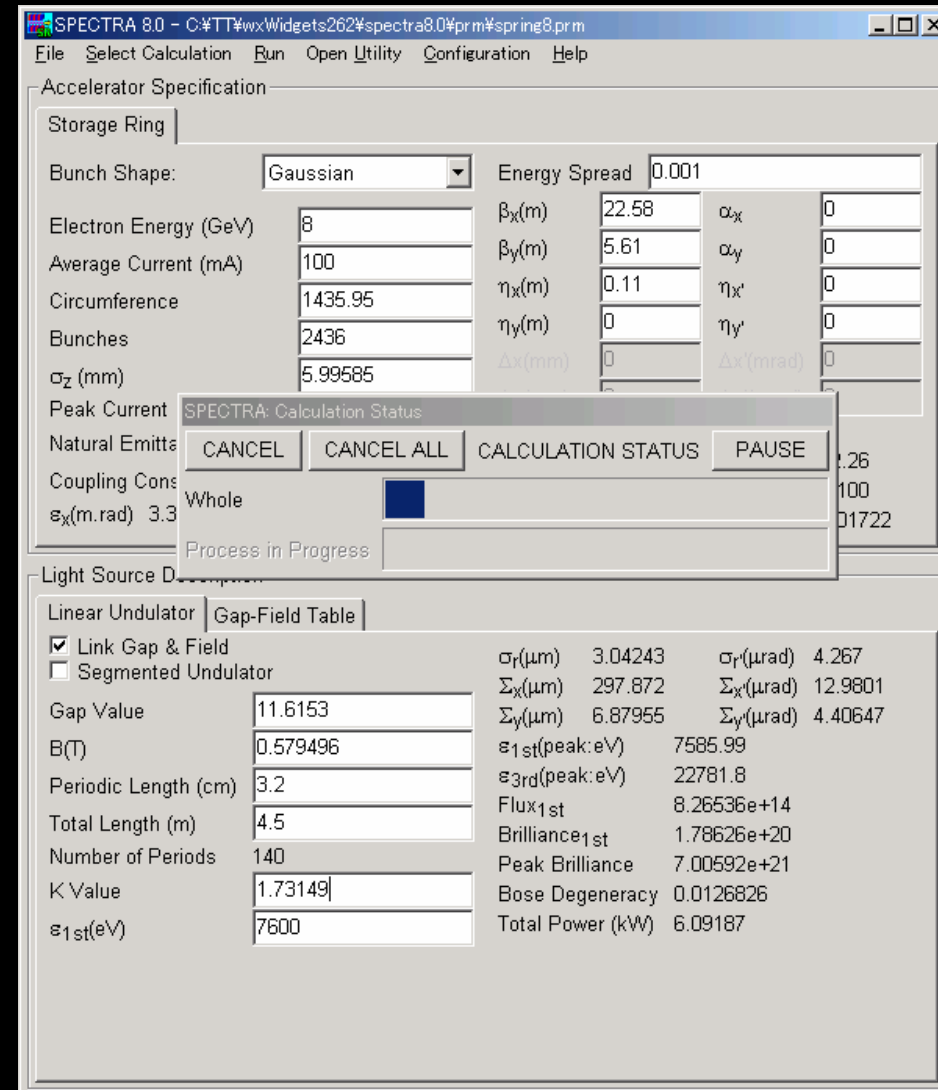 SPECTRA 8.0 - C:¥TT¥wxWidgets262¥spectra8.0¥prm¥spring8.prm
File Select Calculation Run Open Utility Configuration Help
Accelerator Specification
Storage Ring
Bunch Shape: Gaussian Energy Spread 0.001
Electron Energy (GeV) 8 βx(m) 22.58 αx 0
Average Current (mA) 100 βy(m) 5.61 αy 0
Circumference 1435.95 ηx(m) 0.11 ηx' 0
Bunches 2436 ηy(m) 0 ηy' 0
σz (mm) 5.99585 Δx(mm) 0 Δx'(mrad) 0
Peak Current
SPECTRA: Calculation Status
Natural Emitta
CANCEL CANCEL ALL CALCULATION STATUS PAUSE .26
Coupling Cons Whole 100
εx(m.rad) 3.3 01722
Process in Progress
Light Source
Linear Undulator Gap-Field Table
Link Gap & Field
Segmented Undulator
σr(μm) 3.04243 σr'(μrad) 4.267
Σx(μm) 297.872 Σx'(μrad) 12.9801
Gap Value 11.6153 Σy(μm) 6.87955 Σy'(μrad) 4.40647
B(T) 0.579496 ε1st(peak:eV) 7585.99
Periodic Length (cm) 3.2 ε3rd(peak:eV) 22781.8
Total Length (m) 4.5 Flux1st 8.26536e+14
Number of Periods 140 Brilliance1st 1.78626e+20
K Value 1.73149 Peak Brilliance 7.00592e+21
Bose Degeneracy 0.0126826
ε1st(eV) 7600 Total Power (kW) 6.09187